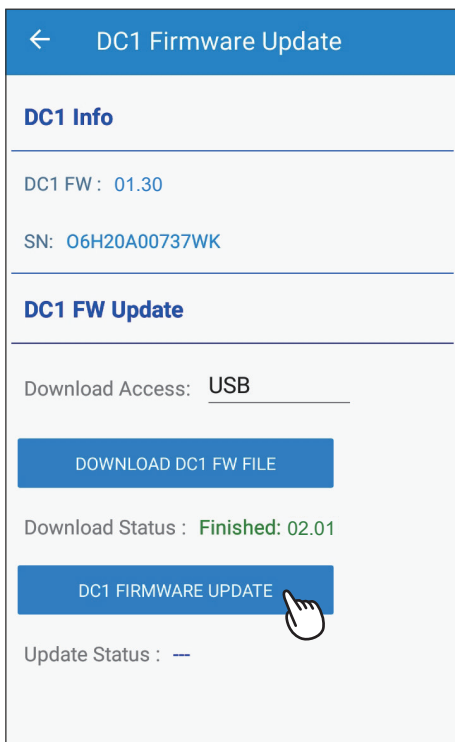 DC1 Firmware Update
DC1 Info
DC1 FW : 01.30
SN: O6H20A00737WK
DC1 FW Update
Download Access: USB
DOWNLOAD DC1 FW FILE
Download Status : Finished: 02.01
DC1 FIRMWARE UPDATE
Update Status : ---